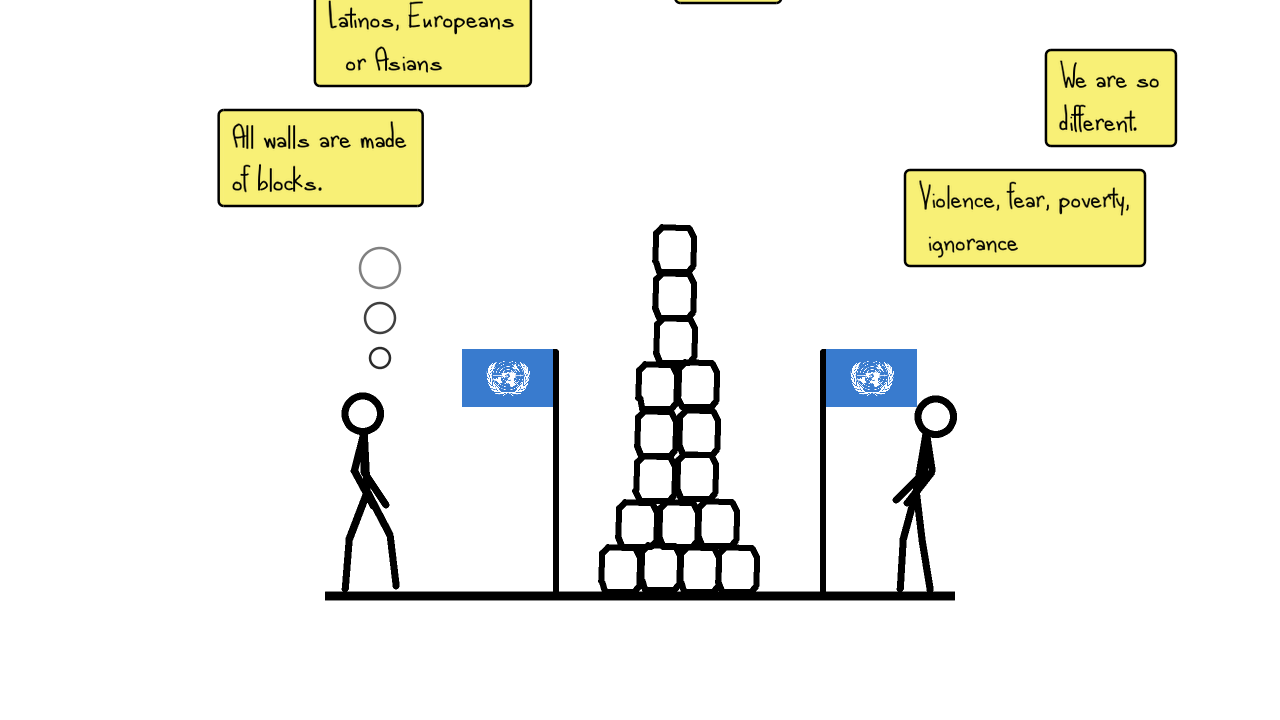 Latinos, Europeans
or Asians
We are so
different.
All walls are made
of blocks.
Violence, fear, poverty,
ignorance